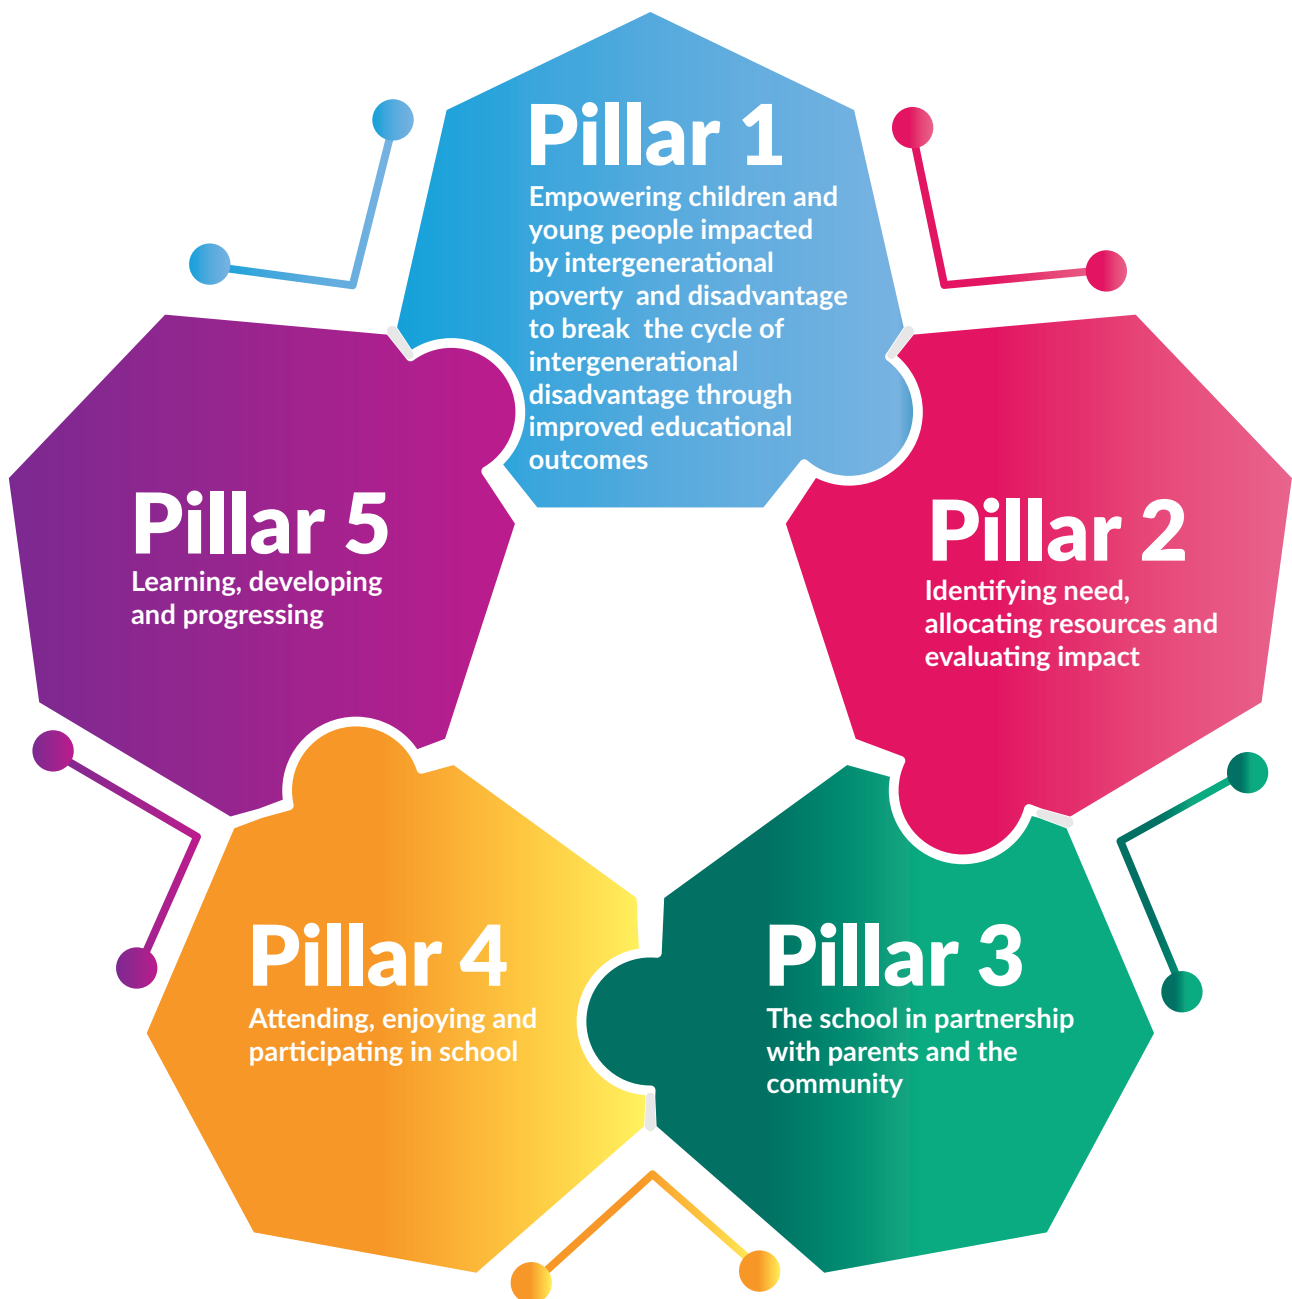 Pillar 1
Empowering children and
young people impacted
by intergenerational
poverty  and disadvantage
to break  the cycle of
intergenerational
disadvantage through
improved educational
outcomes
Pillar 2
Identifying need,
allocating resources and
evaluating impact
Pillar 3
The school in partnership
with parents and the
community
Pillar 4
Attending, enjoying and
participating in school
Pillar 5
Learning, developing
and progressing